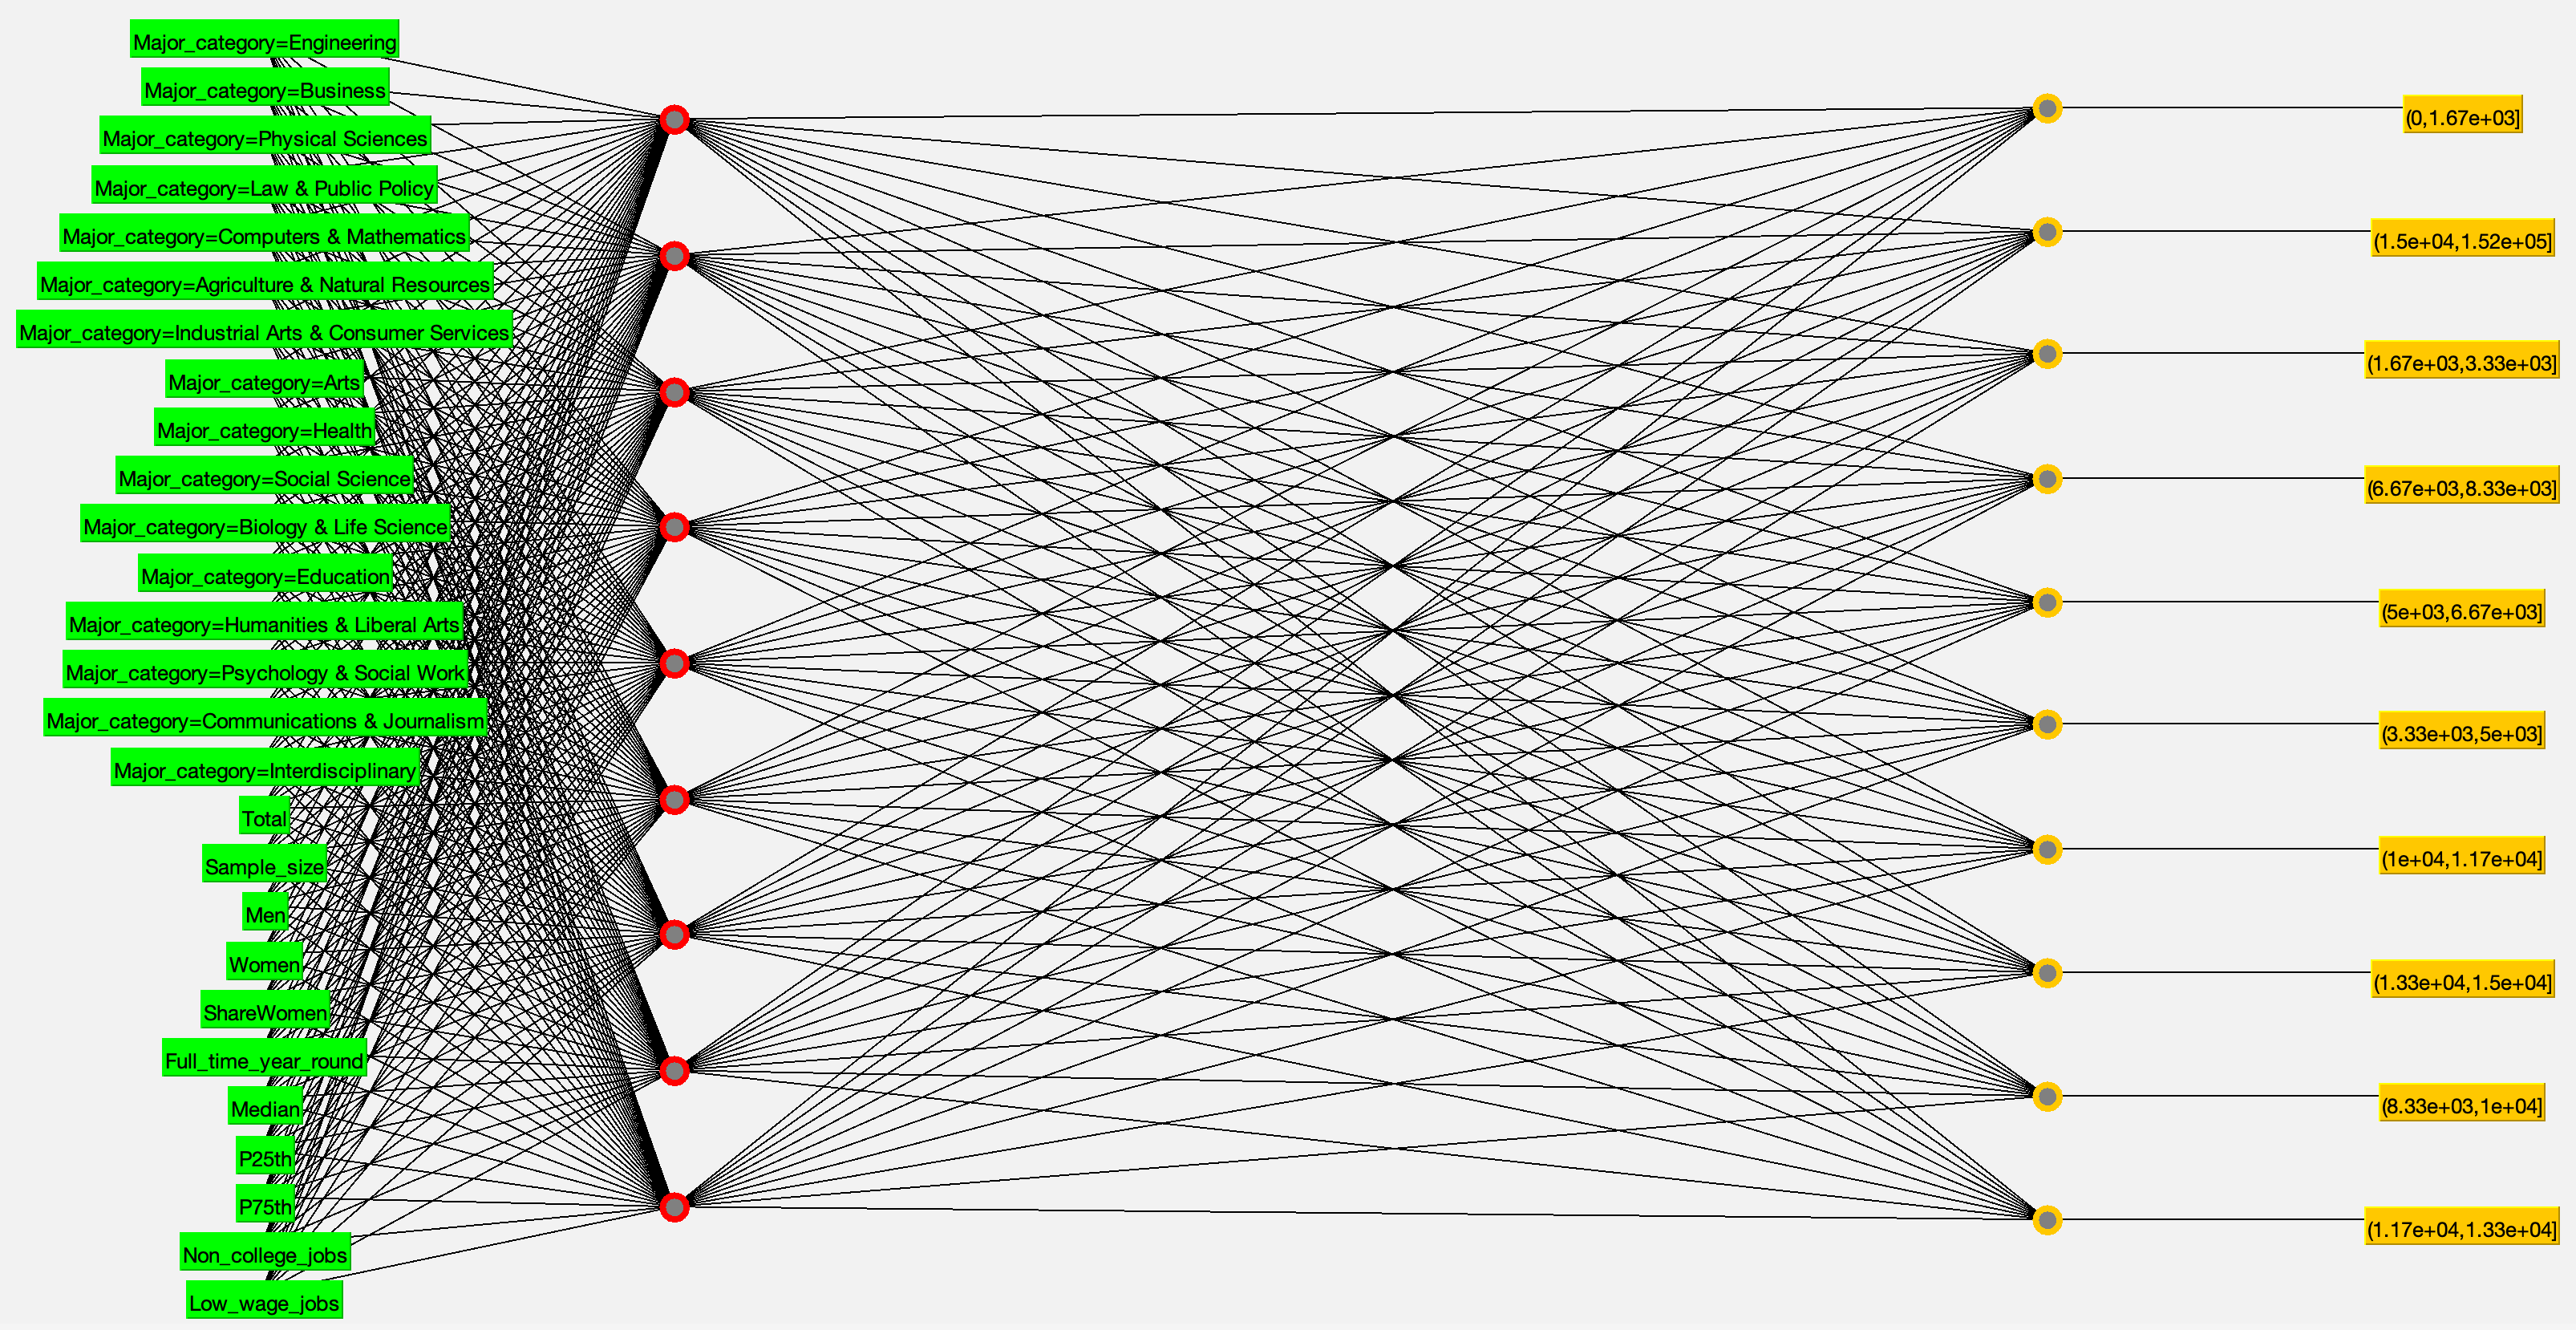 Major_category=Engineering
Major_category=Business
Major_category=Physical Sciences
Major_category=Law & Public Policy
Major_category=Computers & Mathematics
Major_category=Agriculture & Natural Resources
Major_category=Industrial Arts & Consumer Services
Major_category=Arts
Major_category=Health
Major_category=Social Science
Major_category=Biology & Life Science
Major_category=Education
Major_category=Humanities & Liberal Arts
Major_category=Psychology & Social Work
Major_category=Communications & Journalism
Major_category=Interdisciplinary
Total
Sample_size
Men
Women
ShareWomen
Full_time_year_round
Median
P25th
P75th
Non_college_jobs
Low_wage_jobs
(0,1.67e+03]
(1.5e+04,1.52e+05]
(1.67e+03,3.33e+03]
(6.67e+03,8.33e+03]
(5e+03,6.67e+03]
(3.33e+03,5e+03]
(1e+04,1.17e+04]
(1.33e+04,1.5e+04]
(8.33e+03,1e+04]
(1.17e+04,1.33e+04]